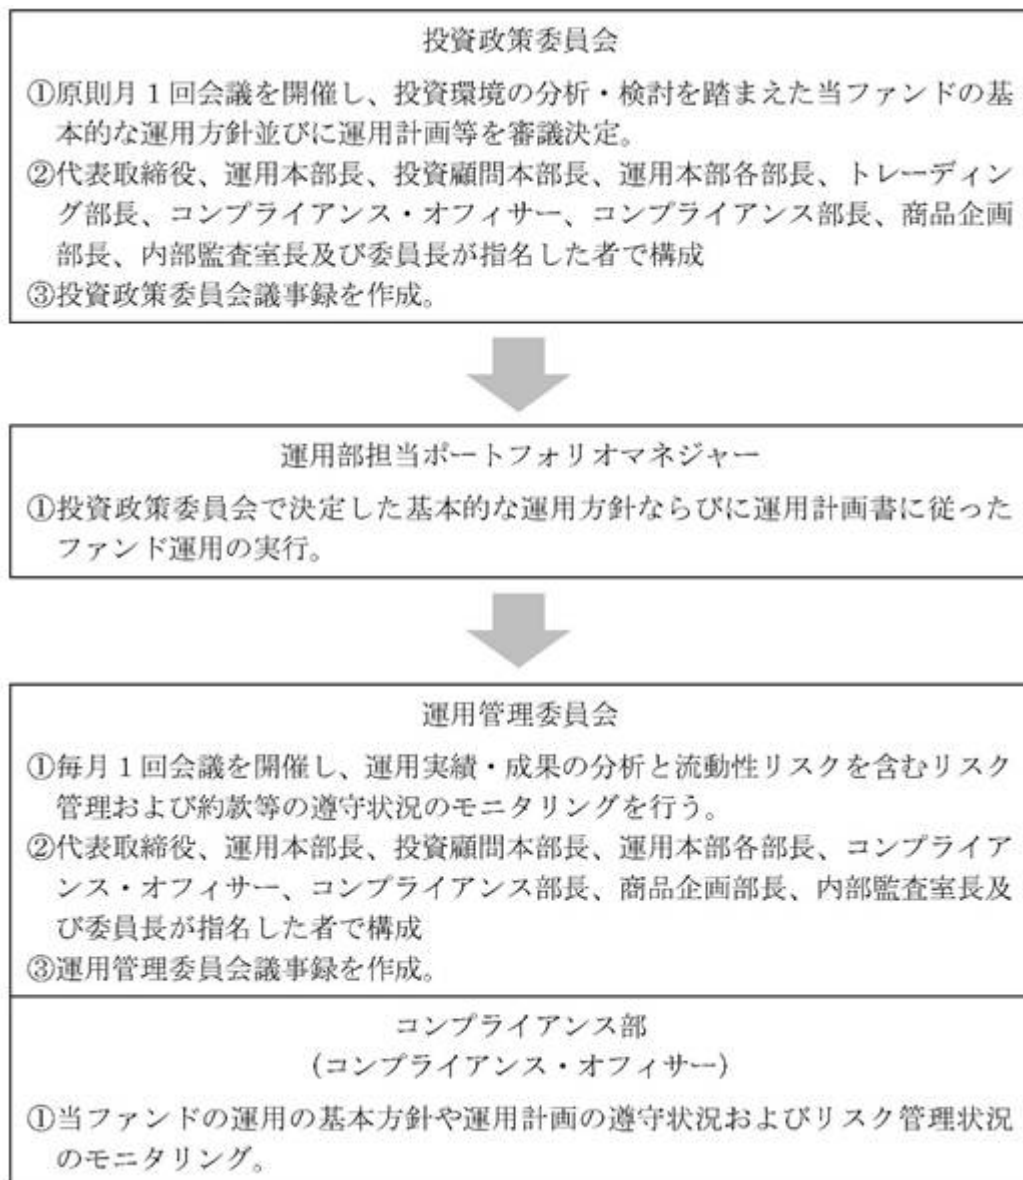 投資政策委員会
①原則月1回会議を開催し、投資環境の分析・検討を踏まえた当ファンドの基
本的な運用方針並びに運用計画等を審議決定。
②代表取締役、運用本部長、投資顧問本部長、運用本部各部長、トレーディン
グ部長、コンプライアンス・オフィサー、コンプライアンス部長、商品企画
部長、内部監査室長及び委員長が指名した者で構成
③投資政策委員会議事録を作成。
運用部担当ポートフォリオマネジャー
①投資政策委員会で決定した基本的な運用方針ならびに運用計画書に従った
ファンド運用の実行。
運用管理委員会
①毎月1回会議を開催し、運用実績・成果の分析と流動性リスクを含むリスク
管理および約款等の遵守状況のモニタリングを行う。
②代表取締役、運用本部長、投資顧問本部長、運用本部各部長、コンプライア
ンス・オフィサー、コンプライアンス部長、商品企画部長、内部監査室長及
び委員長が指名した者で構成
③運用管理委員会議事録を作成。
コンプライアンス部
(コンプライアンス・オフィサー)
①当ファンドの運用の基本方針や運用計画の遵守状況およびリスク管理状況
のモニタリング。